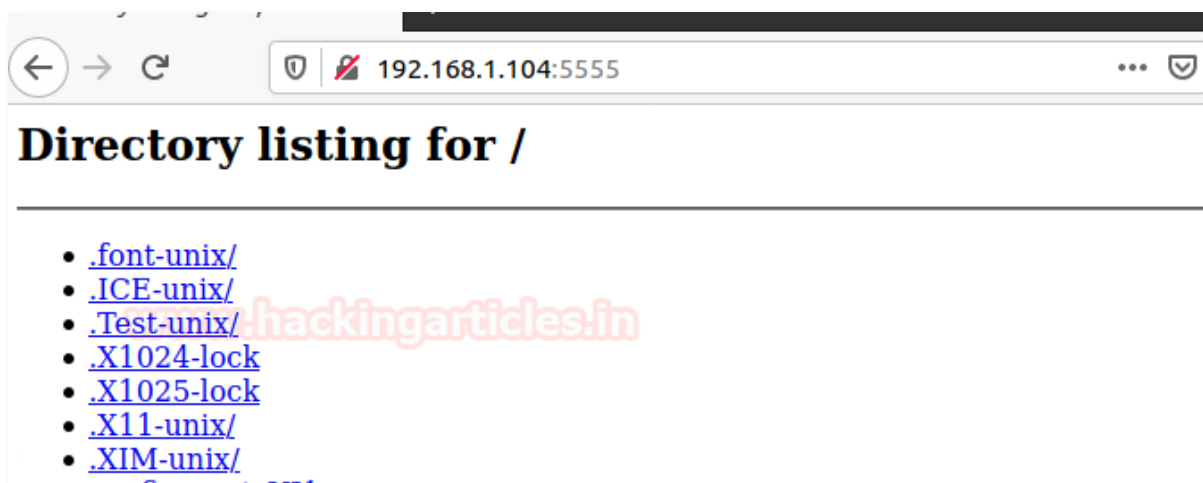 192.168.1.104:5555
Directory listing for /
.font-unix/
.ICE-unix/
.Test-unix/
www.hackingarticles.in
.X1024-lock
.X1025-lock
.X11-unix/
.XIM-unix/